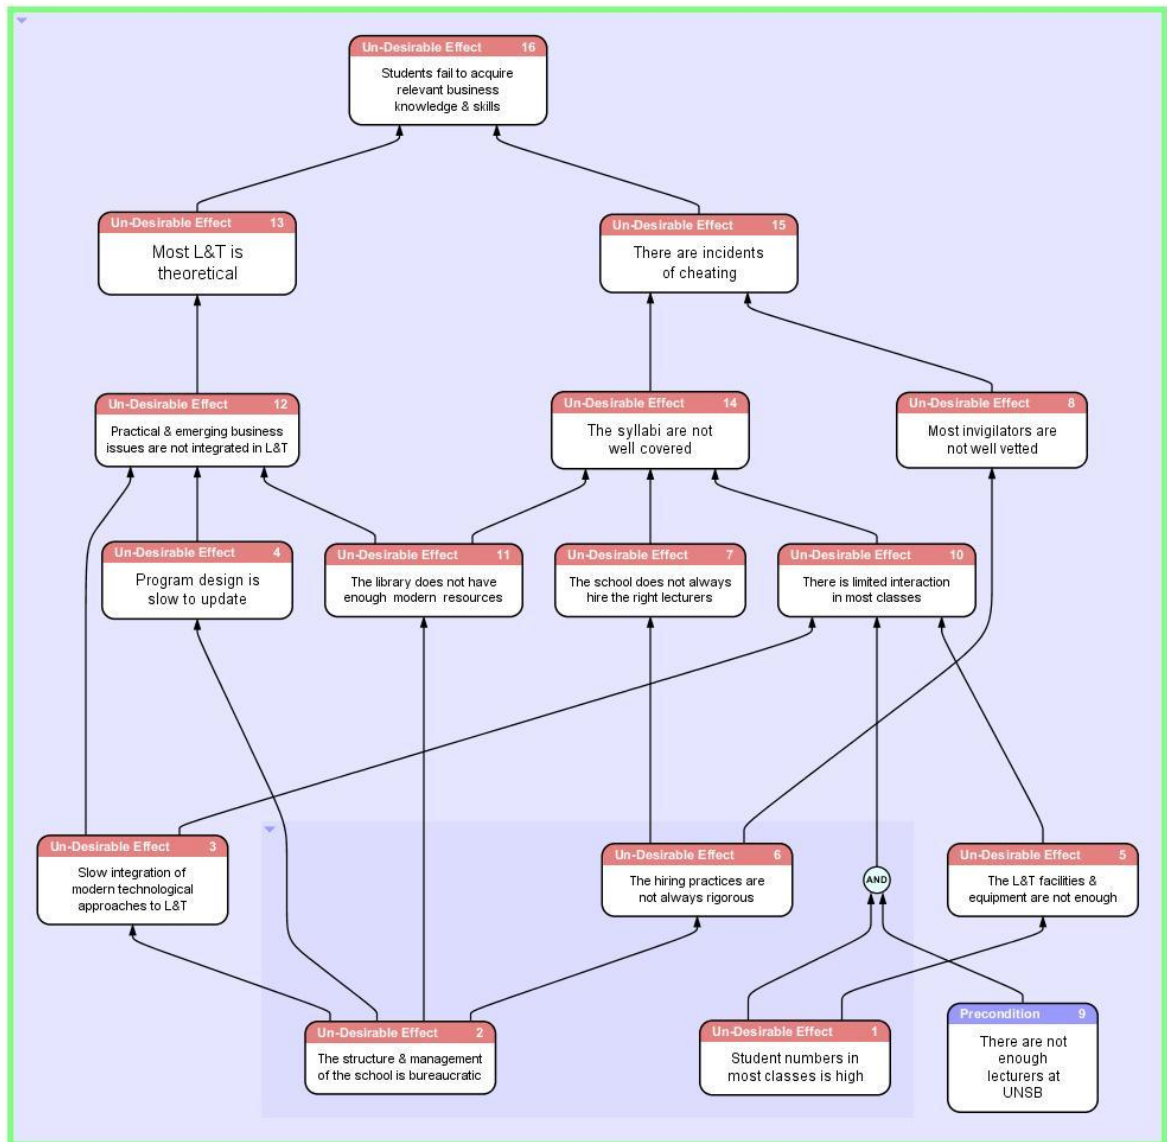 Un-Desirable Effect 16
Students fail to acquire
relevant business
knowledge & skills
Un-Desirable Effect 13
Most L&T is
theoretical
Un-Desirable Effect 15
There are incidents
of cheating
Un-Desirable Effect 12
Practical & emerging business
issues are not integrated in L&T
Un-Desirable Effect 14
The syllabi are not
well covered
Un-Desirable Effect 8
Most invigilators are
not well vetted
Un-Desirable Effect 4
Program design is
slow to update
Un-Desirable Effect 11
The library does not have
enough modern resources
Un-Desirable Effect 7
The school does not always
hire the right lecturers
Un-Desirable Effect 10
There is limited interaction
in most classes
Un-Desirable Effect 3
Slow integration of
modern technological
approaches to L&T
Un-Desirable Effect 6
The hiring practices are
not always rigorous
AND
Un-Desirable Effect 5
The L&T facilities &
equipment are not enough
Un-Desirable Effect 2
The structure & management
of the school is bureaucratic
Un-Desirable Effect 1
Student numbers in
most classes is high
Precondition 9
There are not
enough
lecturers at
UNSB